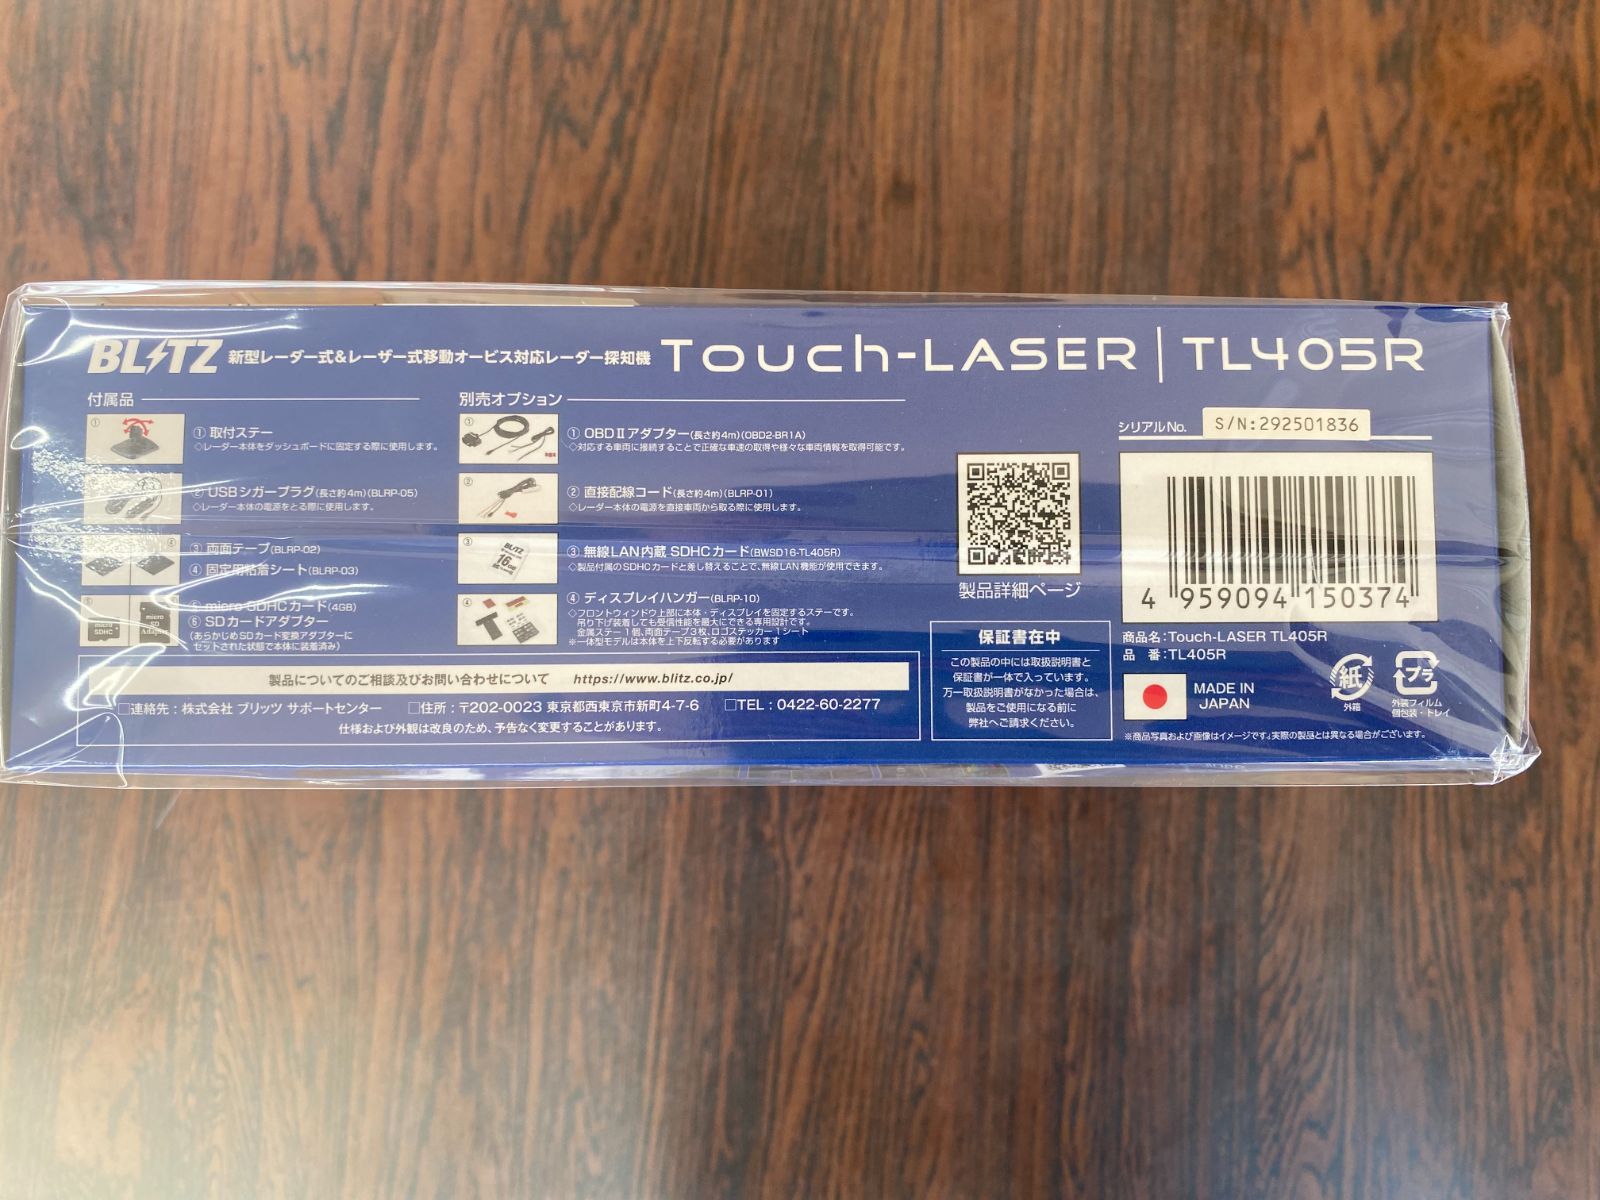 BLITZ 新型レーダー式&レーザー式移動オービス対応レーダー探知機 Touch-LASER TL405R
付属品
① 取付ステー
◇レーダー本体をダッシュボードに固定する際に使用します。
② USBシガープラグ(長さ約4m)(BLRP-05)
◇レーダー本体の電源をとる際に使用します。
③ 両面テープ(BLRP-02)
④ 固定用粘着シート(BLRP-03)
⑤ micro SDHCカード(4GB)
⑥ SDカードアダプター
(あらかじめSDカード変換アダプターに
セットされた状態で本体に装着済み)
別売オプション
① OBDⅡアダプター(長さ約4m)(OBD2-BR1A)
◇対応する車両に接続することで正確な車速の取得や様々な車両情報を取得可能です。
② 直接配線コード(長さ約4m)(BLRP-01)
◇レーダー本体の電源を直接車両から取る際に使用します。
③ 無線LAN内蔵 SDHCカード(BWSD16-TL405R)
◇製品付属のSDHCカードと差し替えることで、無線LAN機能が使用できます。
④ ディスプレイハンガー(BLRP-10)
◇フロントウィンドウ上部に本体・ディスプレイを固定するステーです。
吊り下げ装着しても受信性能を最大にできる専用設計です。
金属ステー1個、両面テープ3枚、ロゴステッカー1シート
※一体型モデルは本体を上下反転する必要があります
製品についてのご相談及びお問い合わせについて https://www.blitz.co.jp/
□連絡先：株式会社 ブリッツ サポートセンター □住所：〒202-0023 東京都西東京市新町4-7-6 □TEL：0422-60-2277
仕様および外観は改良のため、予告なく変更することがあります。
製品詳細ページ
保証書在中
この製品の中には取扱説明書と
保証書が一体で入っています。
万一取扱説明書がなかった場合は、
製品をご使用になる前に
弊社へご請求ください。
シリアルNo. S/N:292501836
4 959094 150374
商品名：Touch-LASER TL405R
品 番：TL405R
MADE IN
JAPAN
紙
外箱
プラ
外装フィルム
個包装・トレイ
※商品写真および画像はイメージです。実際の製品とは異なる場合がございます。